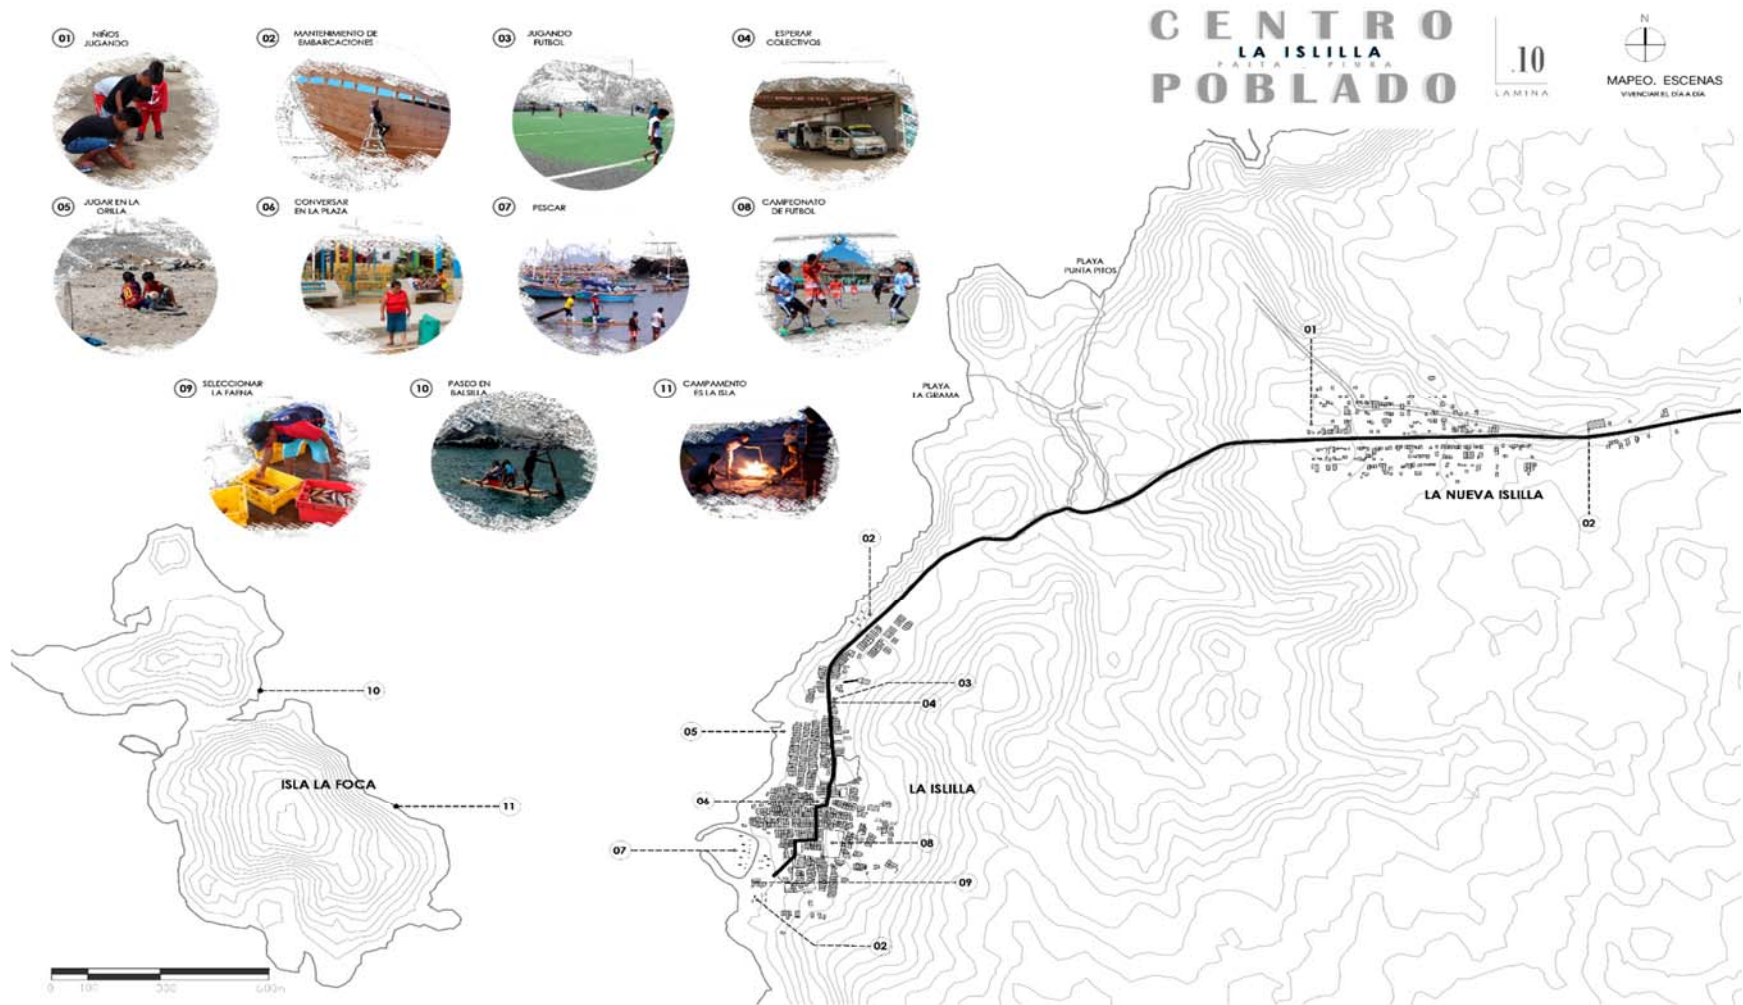 CENTRO
LA ISLILLA
PAITA - PIURA
POBLADO
.10
LAMINA
N
MAPEO. ESCENAS
VIVENCIAR EL DÍA A DÍA
01
NIÑOS
JUGANDO
02
MANTENIMIENTO DE
EMBARCACIONES
03
JUGANDO
FUTBOL
04
ESPERAR
COLECTIVOS
05
JUGAR EN LA
ORILLA
06
CONVERSAR
EN LA PLAZA
07
PESCAR
08
CAMPEONATO
DE FUTBOL
09
SELECCIONAR
LA FAENA
10
PASEO EN
BALSILLA
11
CAMPAMENTO
ES LA ISLA
PLAYA
PUNTA PITOS
PLAYA
LA GRAMA
01
LA NUEVA ISLILLA
02
02
03
04
05
06
LA ISLILLA
07
08
09
02
10
ISLA LA FOCA
11
0
100
300
600m